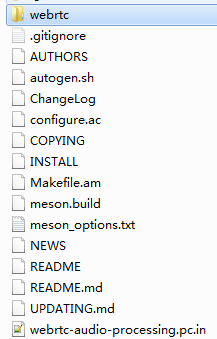 webrtc
.gitignore
AUTHORS
autogen.sh
ChangeLog
configure.ac
COPYING
INSTALL
Makefile.am
meson.build
meson_options.txt
NEWS
README
README.md
UPDATING.md
webrtc-audio-processing.pc.in